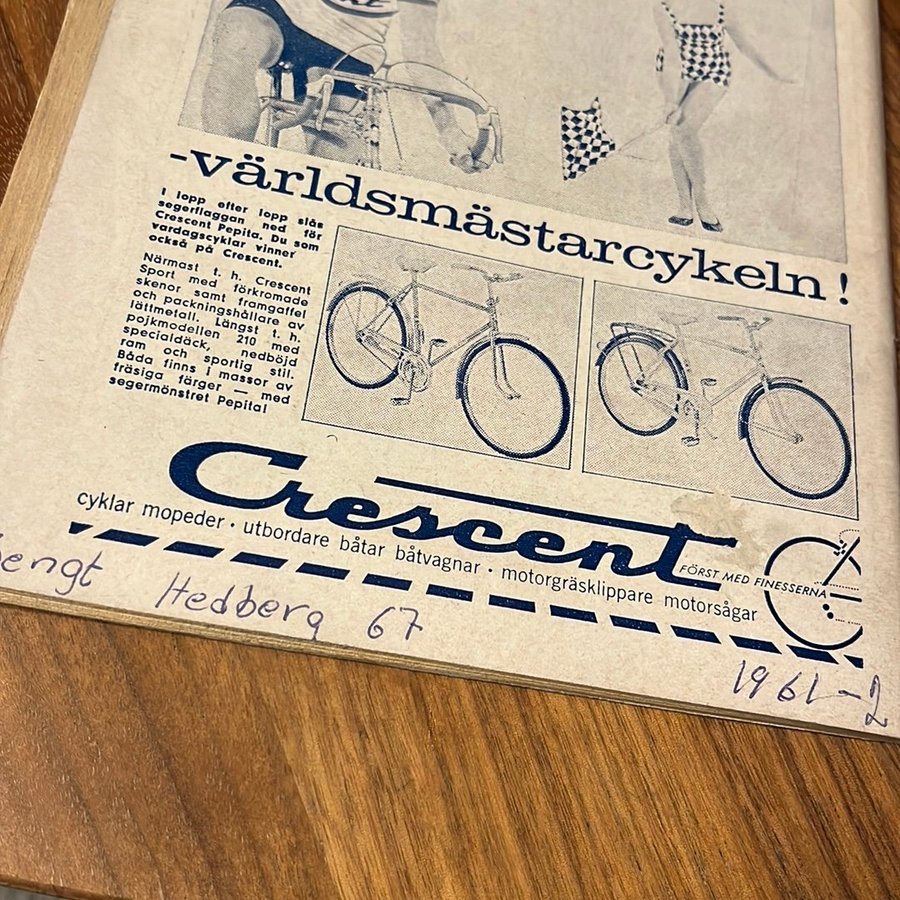 -världsmästarcykeln!
I lopp efter lopp slås
segerflaggan ned för
Crescent Pepita. Du som
vardagscyklar vinner
också på Crescent.
Närmast t. h. Crescent
Sport med förkromade
skenor samt framgaffel
och packningshållare av
lättmetall. Längst t. h.
pojkmodellen 210 med
specialdäck, nedböjd
ram och sportig stil.
Båda finns i massor av
fräsiga färger — med
segermönstret Pepita!
Crescent
cyklar mopeder · utbordare båtar båtvagnar · motorgräsklippare motorsågar
FÖRST MED FINESSERNA
Bengt Hedberg 67
1961-2